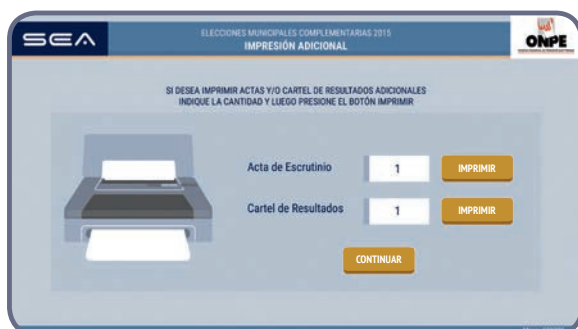 SEA
ELECCIONES MUNICIPALES COMPLEMENTARIAS 2015
IMPRESIÓN ADICIONAL
ONPE
SI DESEA IMPRIMIR ACTAS Y/O CARTEL DE RESULTADOS ADICIONALES
INDIQUE LA CANTIDAD Y LUEGO PRESIONE EL BOTÓN IMPRIMIR
Acta de Escrutinio 1 IMPRIMIR
Cartel de Resultados 1 IMPRIMIR
CONTINUAR